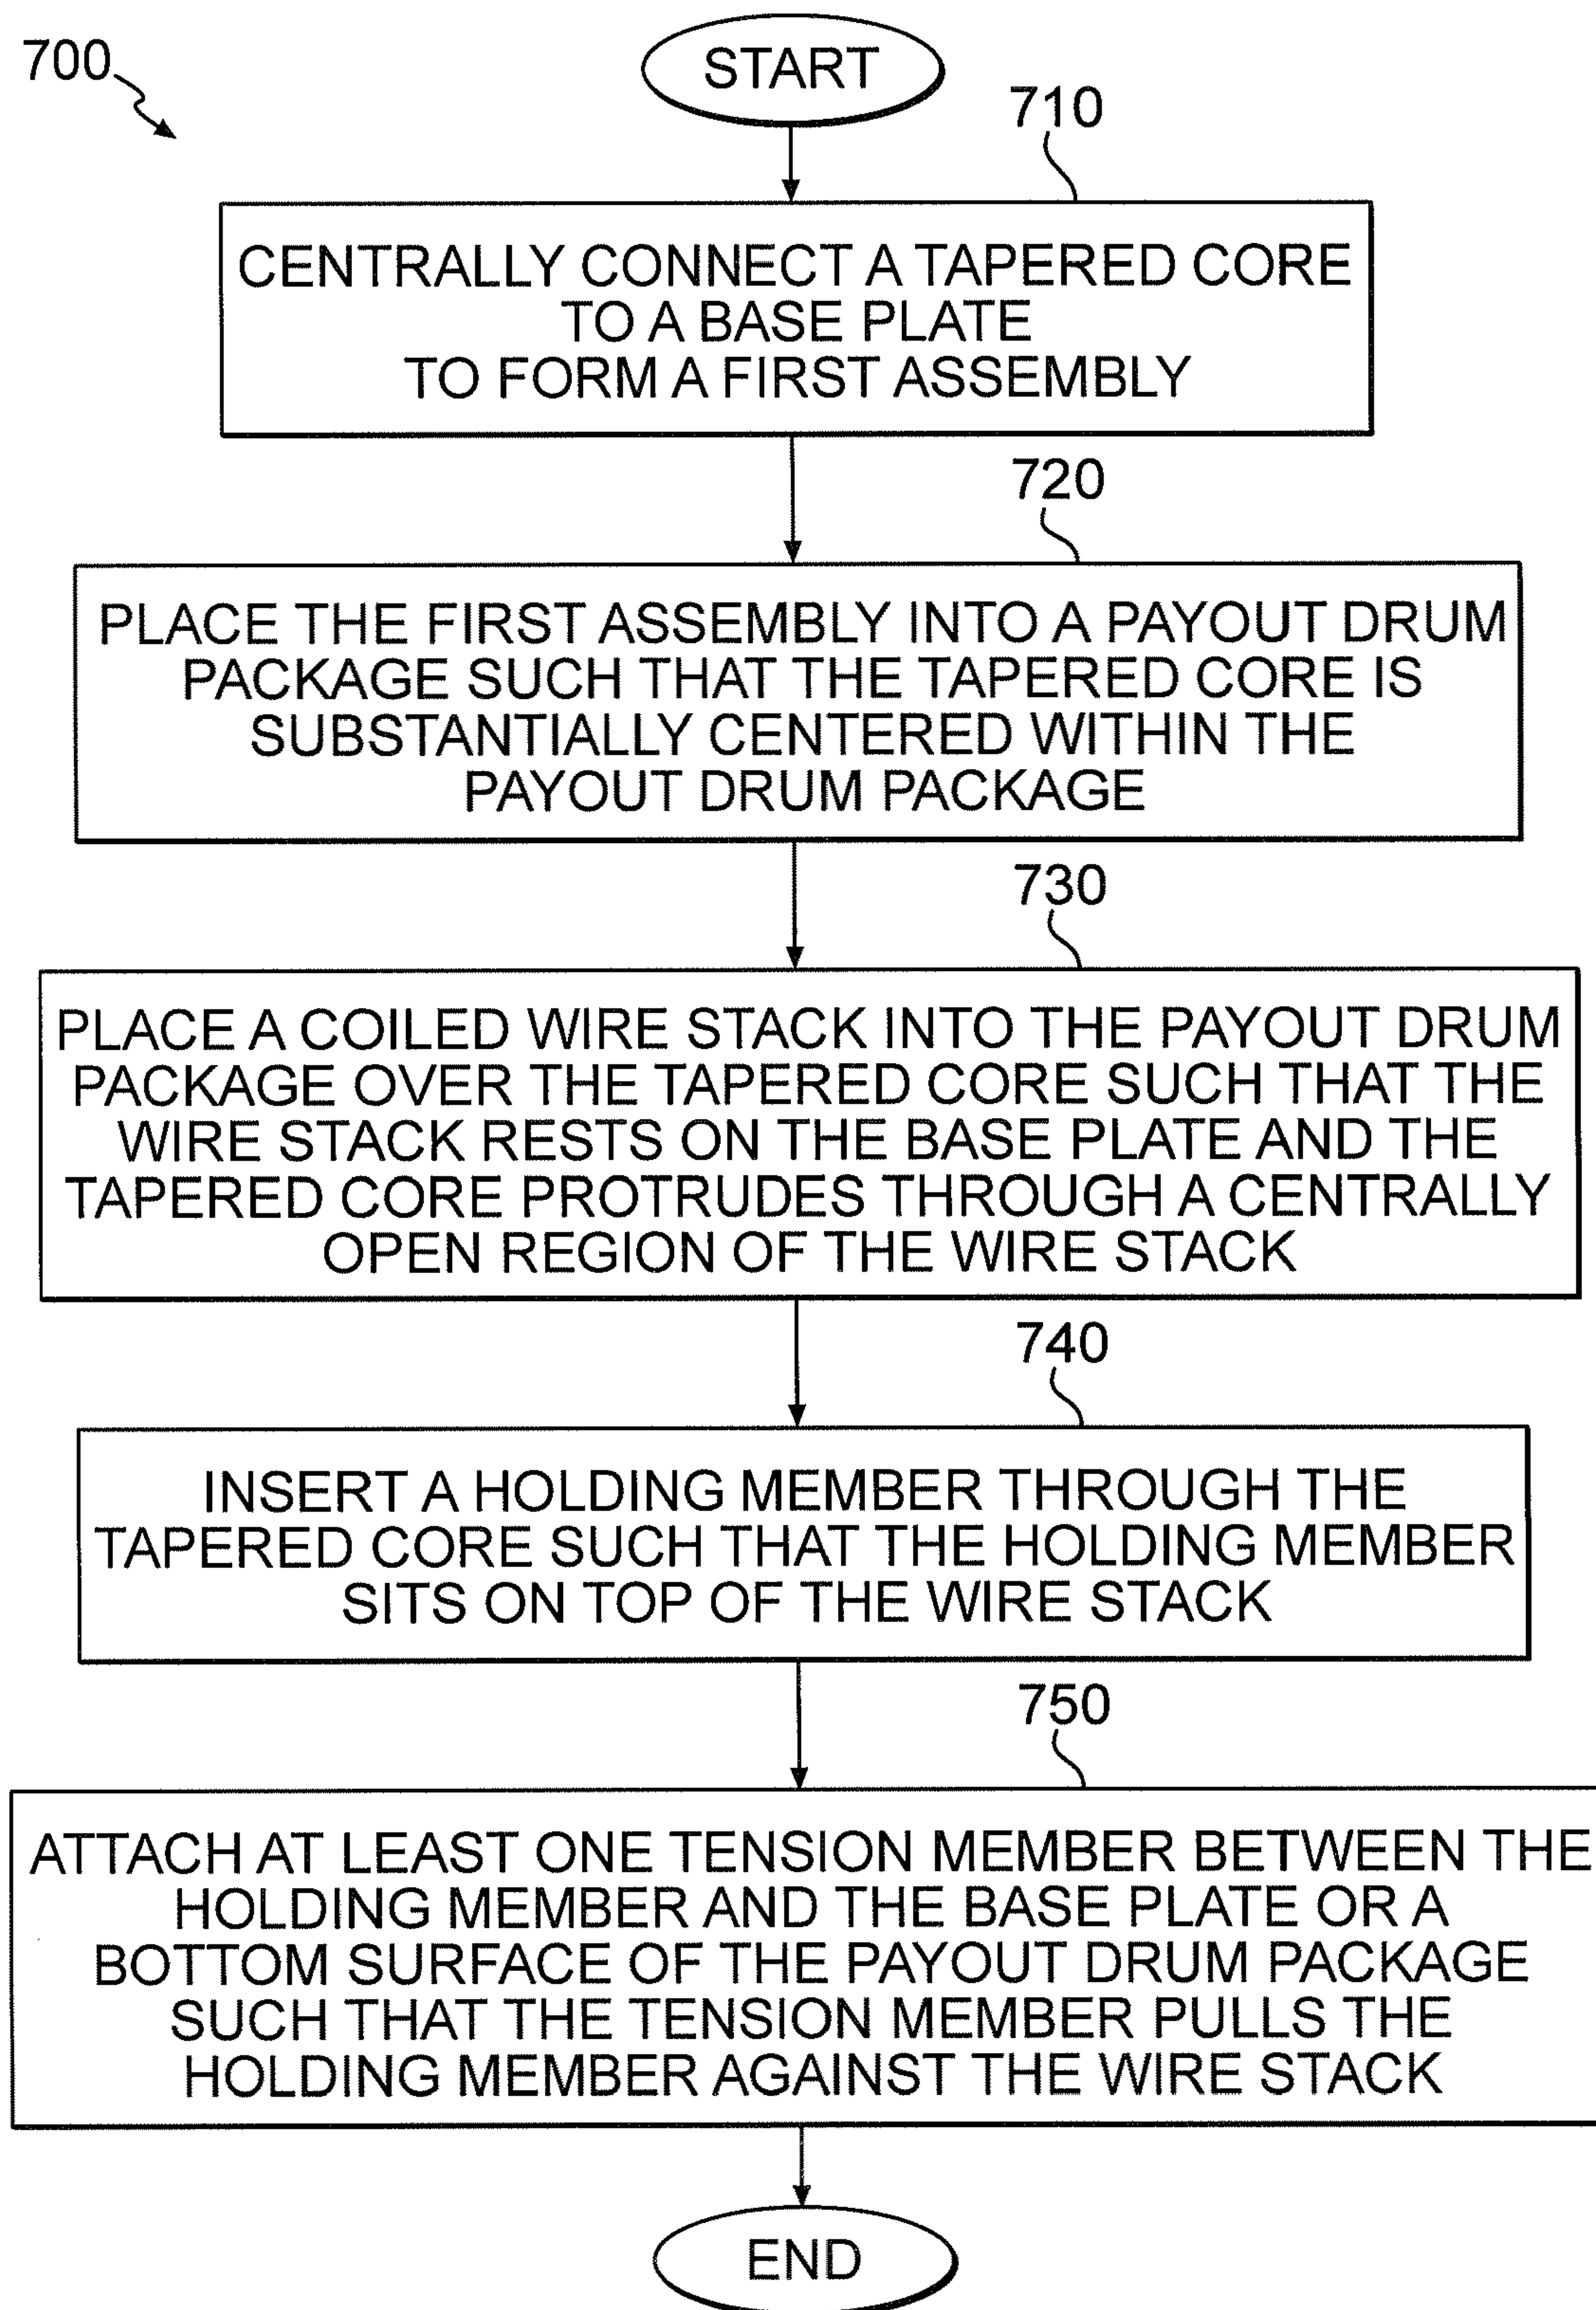 700
START
710
CENTRALLY CONNECT A TAPERED CORE
TO A BASE PLATE
TO FORM A FIRST ASSEMBLY
720
PLACE THE FIRST ASSEMBLY INTO A PAYOUT DRUM
PACKAGE SUCH THAT THE TAPERED CORE IS
SUBSTANTIALLY CENTERED WITHIN THE
PAYOUT DRUM PACKAGE
730
PLACE A COILED WIRE STACK INTO THE PAYOUT DRUM
PACKAGE OVER THE TAPERED CORE SUCH THAT THE
WIRE STACK RESTS ON THE BASE PLATE AND THE
TAPERED CORE PROTRUDES THROUGH A CENTRALLY
OPEN REGION OF THE WIRE STACK
740
INSERT A HOLDING MEMBER THROUGH THE
TAPERED CORE SUCH THAT THE HOLDING MEMBER
SITS ON TOP OF THE WIRE STACK
750
ATTACH AT LEAST ONE TENSION MEMBER BETWEEN THE
HOLDING MEMBER AND THE BASE PLATE OR A
BOTTOM SURFACE OF THE PAYOUT DRUM PACKAGE
SUCH THAT THE TENSION MEMBER PULLS THE
HOLDING MEMBER AGAINST THE WIRE STACK
END